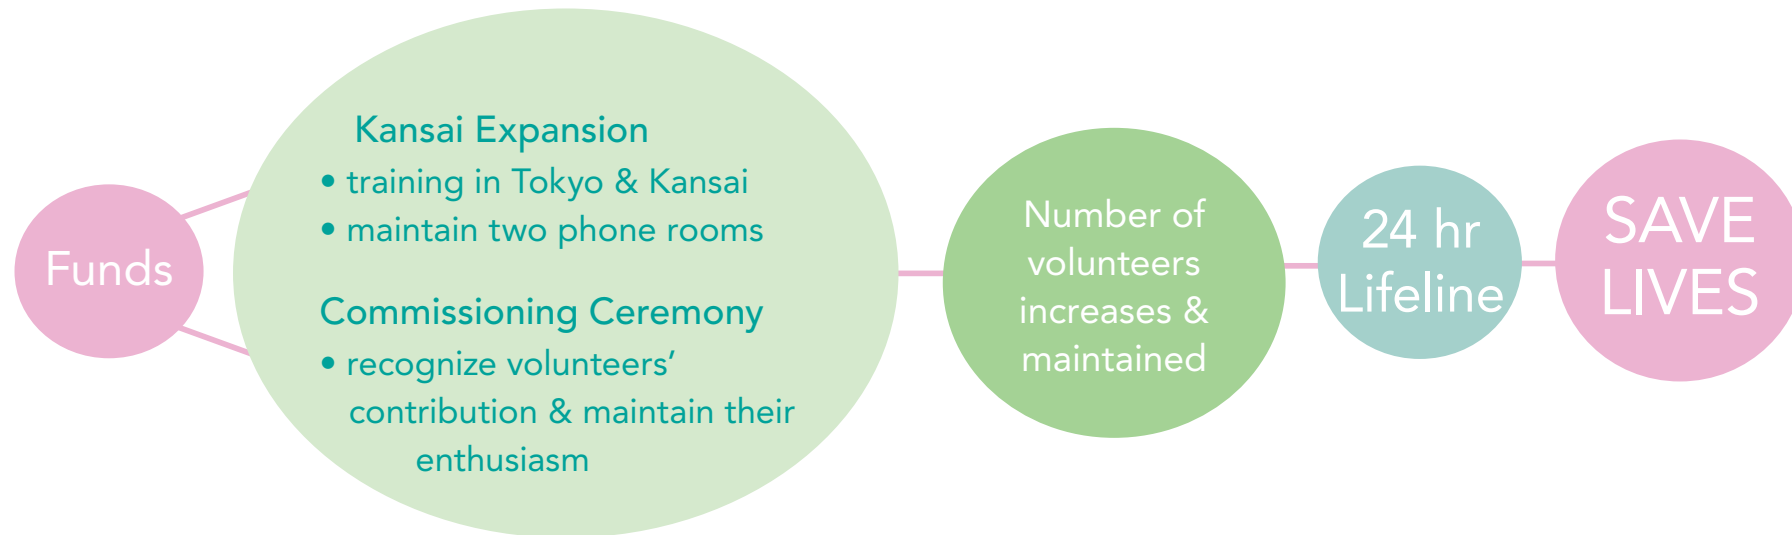 Funds
Kansai Expansion
• training in Tokyo & Kansai
• maintain two phone rooms
Commissioning Ceremony
• recognize volunteers’
contribution & maintain their
enthusiasm
Number of
volunteers
increases &
maintained
24 hr
Lifeline
SAVE
LIVES